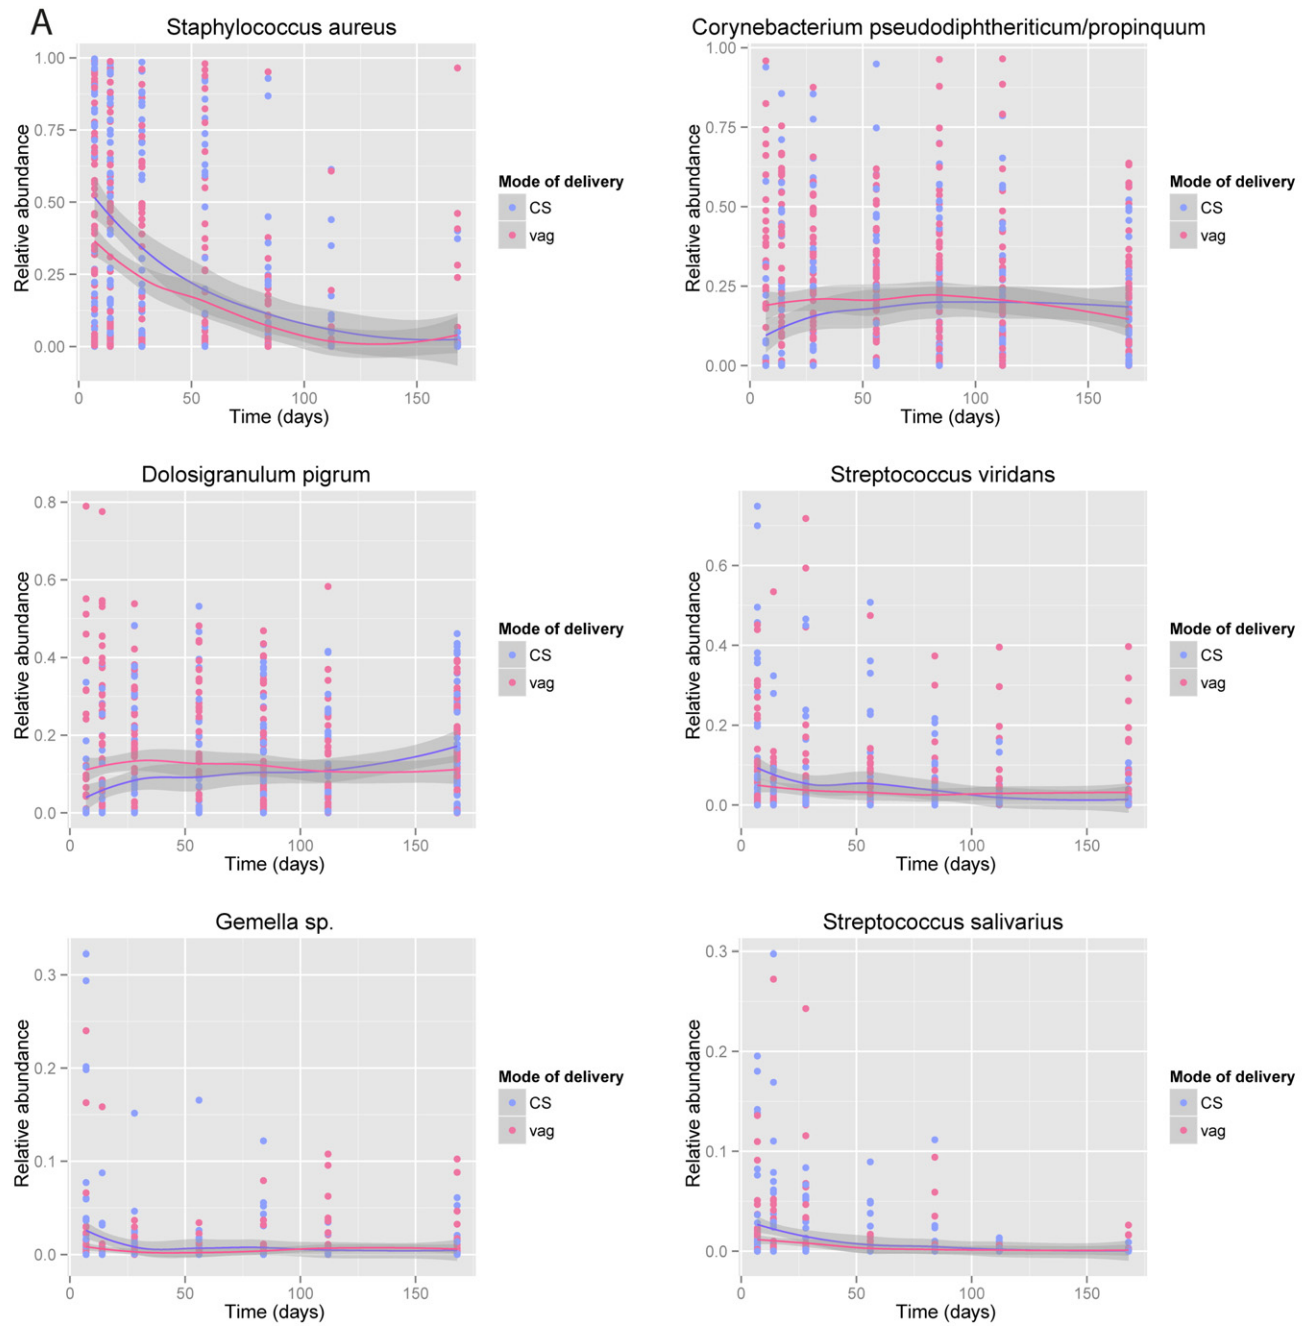 A
Staphylococcus aureus
1.00
0.75
0.50
0.25
0.00
Relative abundance
0 50 100 150
Time (days)
Mode of delivery
CS
vag
Corynebacterium pseudodiphtheriticum/propinquum
1.00
0.75
0.50
0.25
0.00
Relative abundance
0 50 100 150
Time (days)
Mode of delivery
CS
vag
Dolosigranulum pigrum
0.8
0.6
0.4
0.2
0.0
Relative abundance
0 50 100 150
Time (days)
Mode of delivery
CS
vag
Streptococcus viridans
0.6
0.4
0.2
0.0
Relative abundance
0 50 100 150
Time (days)
Mode of delivery
CS
vag
Gemella sp.
0.3
0.2
0.1
0.0
Relative abundance
0 50 100 150
Time (days)
Mode of delivery
CS
vag
Streptococcus salivarius
0.3
0.2
0.1
0.0
Relative abundance
0 50 100 150
Time (days)
Mode of delivery
CS
vag